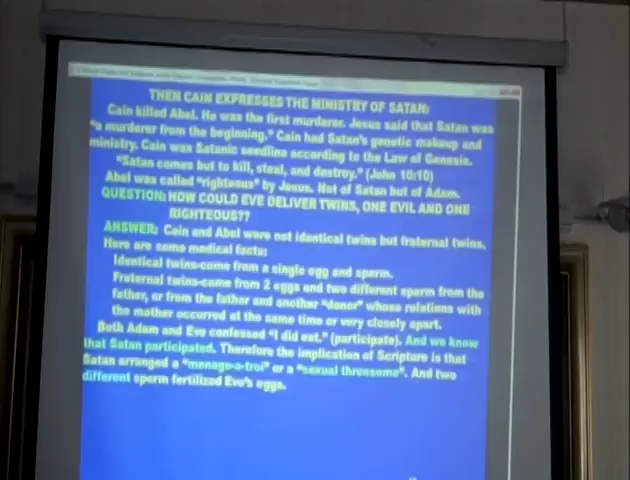 THEN CAIN EXPRESSES THE MINISTRY OF SATAN:
Cain killed Abel. He was the first murderer. Jesus said that Satan was
"a murderer from the beginning." Cain had Satan's genetic makeup and
ministry. Cain was Satanic seedline according to the Law of Genesis.
"Satan comes but to kill, steal, and destroy." (John 10:10)
Abel was called "righteous" by Jesus. Not of Satan but of Adam.
QUESTION: HOW COULD EVE DELIVER TWINS, ONE EVIL AND ONE
RIGHTEOUS??
ANSWER: Cain and Abel were not identical twins but fraternal twins.
Here are some medical facts:
Identical twins-come from a single egg and sperm.
Fraternal twins-come from 2 eggs and two different sperm from the
father, or from the father and another "donor" whose relations with
the mother occurred at the same time or very closely apart.
Both Adam and Eve confessed "I did eat." (participate). And we know
that Satan participated. Therefore the implication of Scripture is that
Satan arranged a "menage-a-troi" or a "sexual threesome". And two
different sperm fertilized Eve's eggs.